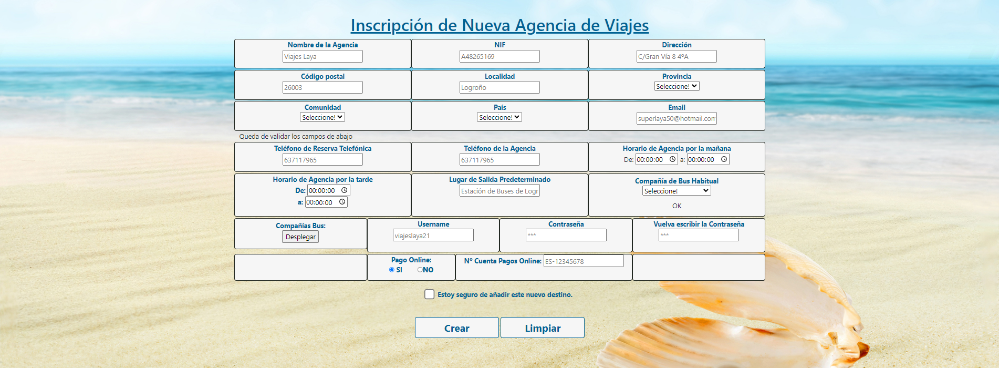 Inscripción de Nueva Agencia de Viajes
Nombre de la Agencia NIF Dirección
Viajes Laya A48265169 C/Gran Vía 8 4ºA
Código postal Localidad Provincia
26003 Logroño Seleccione!
Comunidad País Email
Seleccione! Seleccione! superlaya50@hotmail.com
Queda de validar los campos de abajo
Teléfono de Reserva Telefónica Teléfono de la Agencia Horario de Agencia por la mañana
637117965 637117965 De: 00:00:00 a: 00:00:00
Horario de Agencia por la tarde Lugar de Salida Predeterminado Compañía de Bus Habitual
De: 00:00:00 Estación de Buses de Logr Seleccione!
a: 00:00:00
OK
Compañías Bus: Username Contraseña Vuelva escribir la Contraseña
Desplegar viajeslaya21 *** ***
Pago Online: Nº Cuenta Pagos Online: ES-12345678
SI NO
Estoy seguro de añadir este nuevo destino.
Crear Limpiar